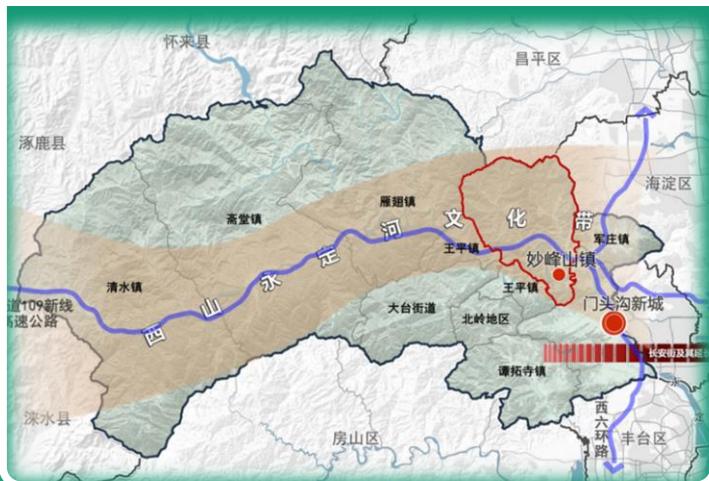 怀来县
昌平区
涿鹿县
海淀区
雁翅镇
斋堂镇
西山永定河文化带
军庄镇
王平镇
妙峰山镇
清水镇
王平镇
道109新线
高速公路
大台街道
门头沟新城
北岭地区
长安街及其延
谭拓寺镇
涞水县
西六环路
房山区
丰台区
永